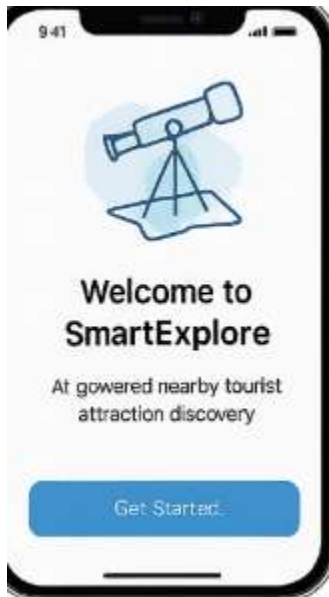 9:41
Welcome to
SmartExplore
At gowered nearby tourist
attraction discovery
Get Started.